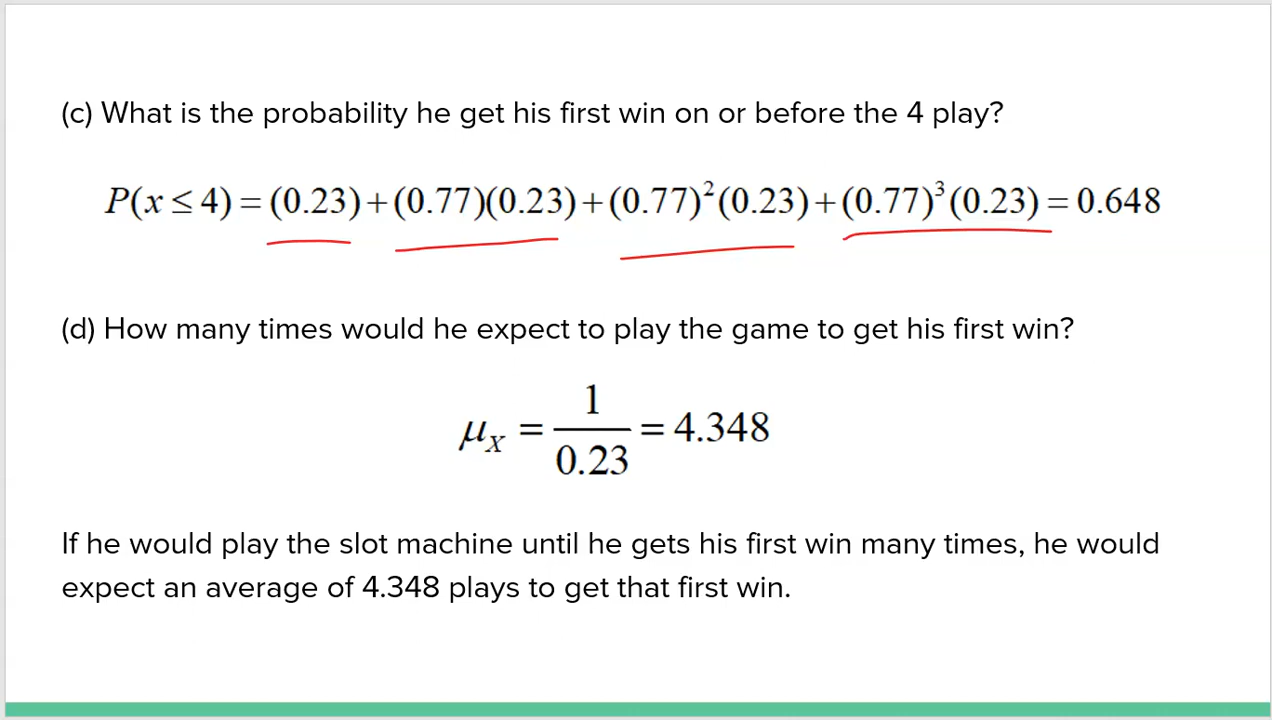 (c) What is the probability he get his first win on or before the 4 play?
P(x ≤ 4) = (0.23) + (0.77)(0.23) + (0.77)²(0.23) + (0.77)³(0.23) = 0.648
(d) How many times would he expect to play the game to get his first win?
μ_X = 1/0.23 = 4.348
If he would play the slot machine until he gets his first win many times, he would
expect an average of 4.348 plays to get that first win.